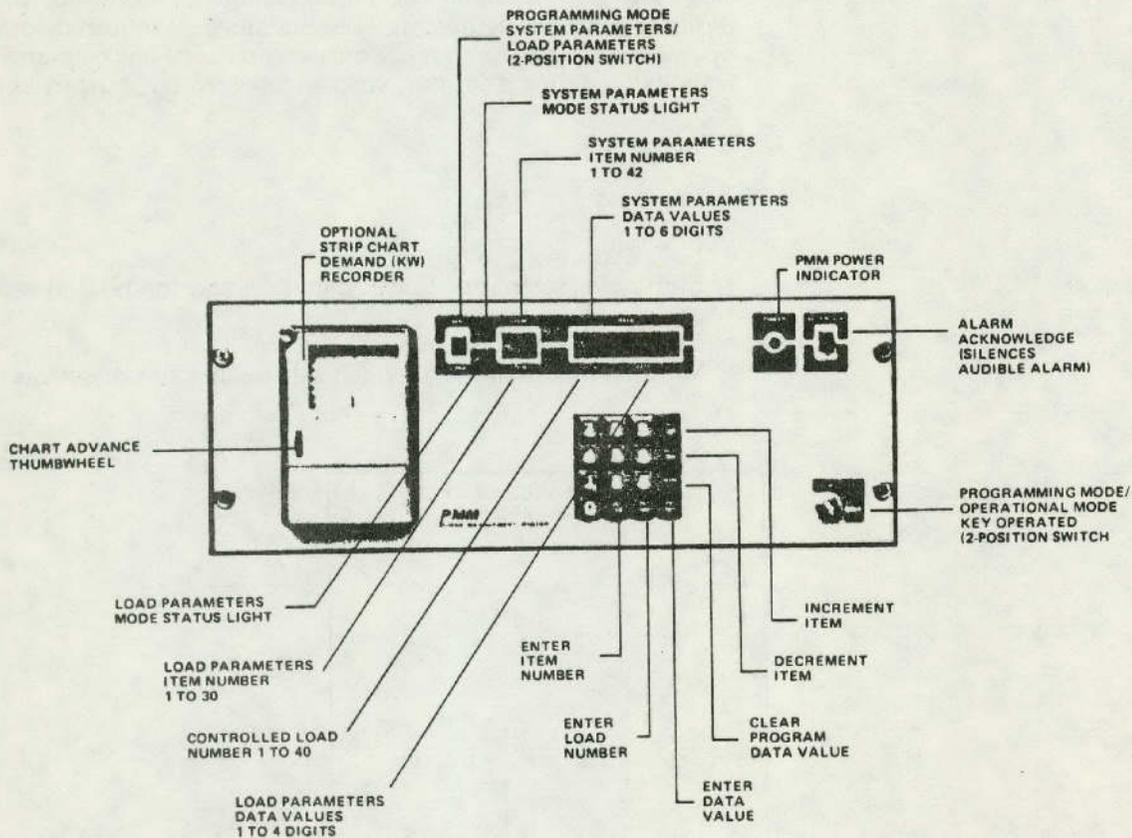 PROGRAMMING MODE
SYSTEM PARAMETERS/
LOAD PARAMETERS
(2-POSITION SWITCH)
SYSTEM PARAMETERS
MODE STATUS LIGHT
SYSTEM PARAMETERS
ITEM NUMBER
1 TO 42
SYSTEM PARAMETERS
DATA VALUES
1 TO 6 DIGITS
OPTIONAL
STRIP CHART
DEMAND (KW)
RECORDER
PMM POWER
INDICATOR
ALARM
ACKNOWLEDGE
(SILENCES
AUDIBLE ALARM)
CHART ADVANCE
THUMBWHEEL
PMM
PROGRAMMING MODE/
OPERATIONAL MODE
KEY OPERATED
(2-POSITION SWITCH
LOAD PARAMETERS
MODE STATUS LIGHT
INCREMENT
ITEM
LOAD PARAMETERS
ITEM NUMBER
1 TO 30
ENTER
ITEM
NUMBER
DECREMENT
ITEM
CONTROLLED LOAD
NUMBER 1 TO 40
ENTER
LOAD
NUMBER
CLEAR
PROGRAM
DATA VALUE
LOAD PARAMETERS
DATA VALUES
1 TO 4 DIGITS
ENTER
DATA
VALUE